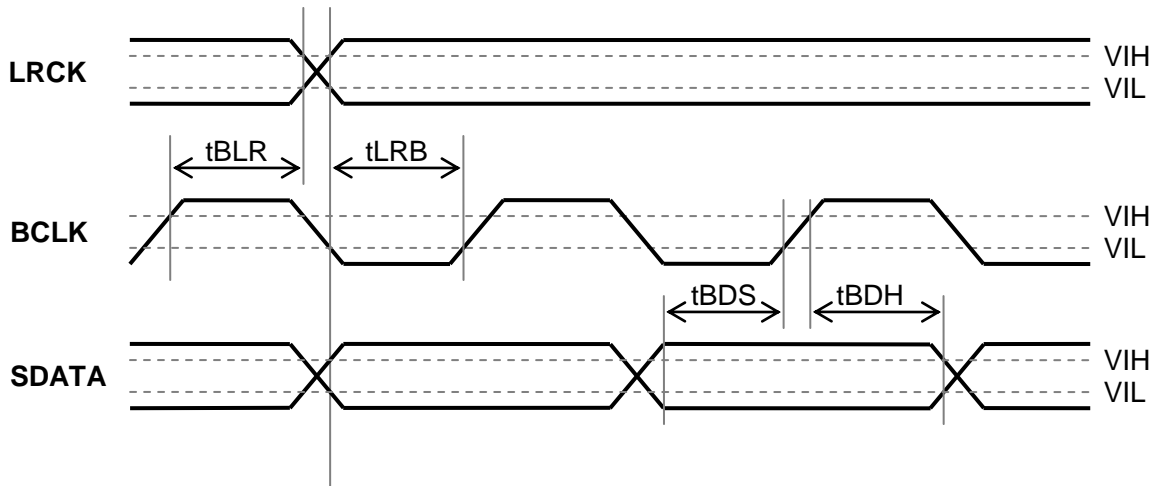 LRCK
VIH
VIL
tBLR
tLRB
BCLK
VIH
VIL
tBDS
tBDH
SDATA
VIH
VIL